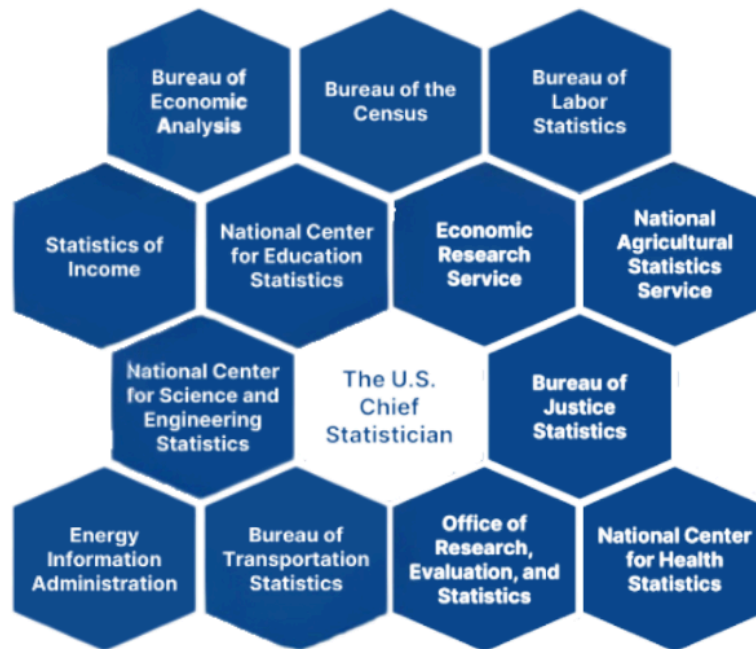 Bureau of
Economic
Analysis
Bureau of the
Census
Bureau of
Labor
Statistics
Statistics of
Income
National Center
for Education
Statistics
Economic
Research
Service
National
Agricultural
Statistics
Service
National Center
for Science and
Engineering
Statistics
The U.S.
Chief
Statistician
Bureau of
Justice
Statistics
Energy
Information
Administration
Bureau of
Transportation
Statistics
Office of
Research,
Evaluation, and
Statistics
National Center
for Health
Statistics